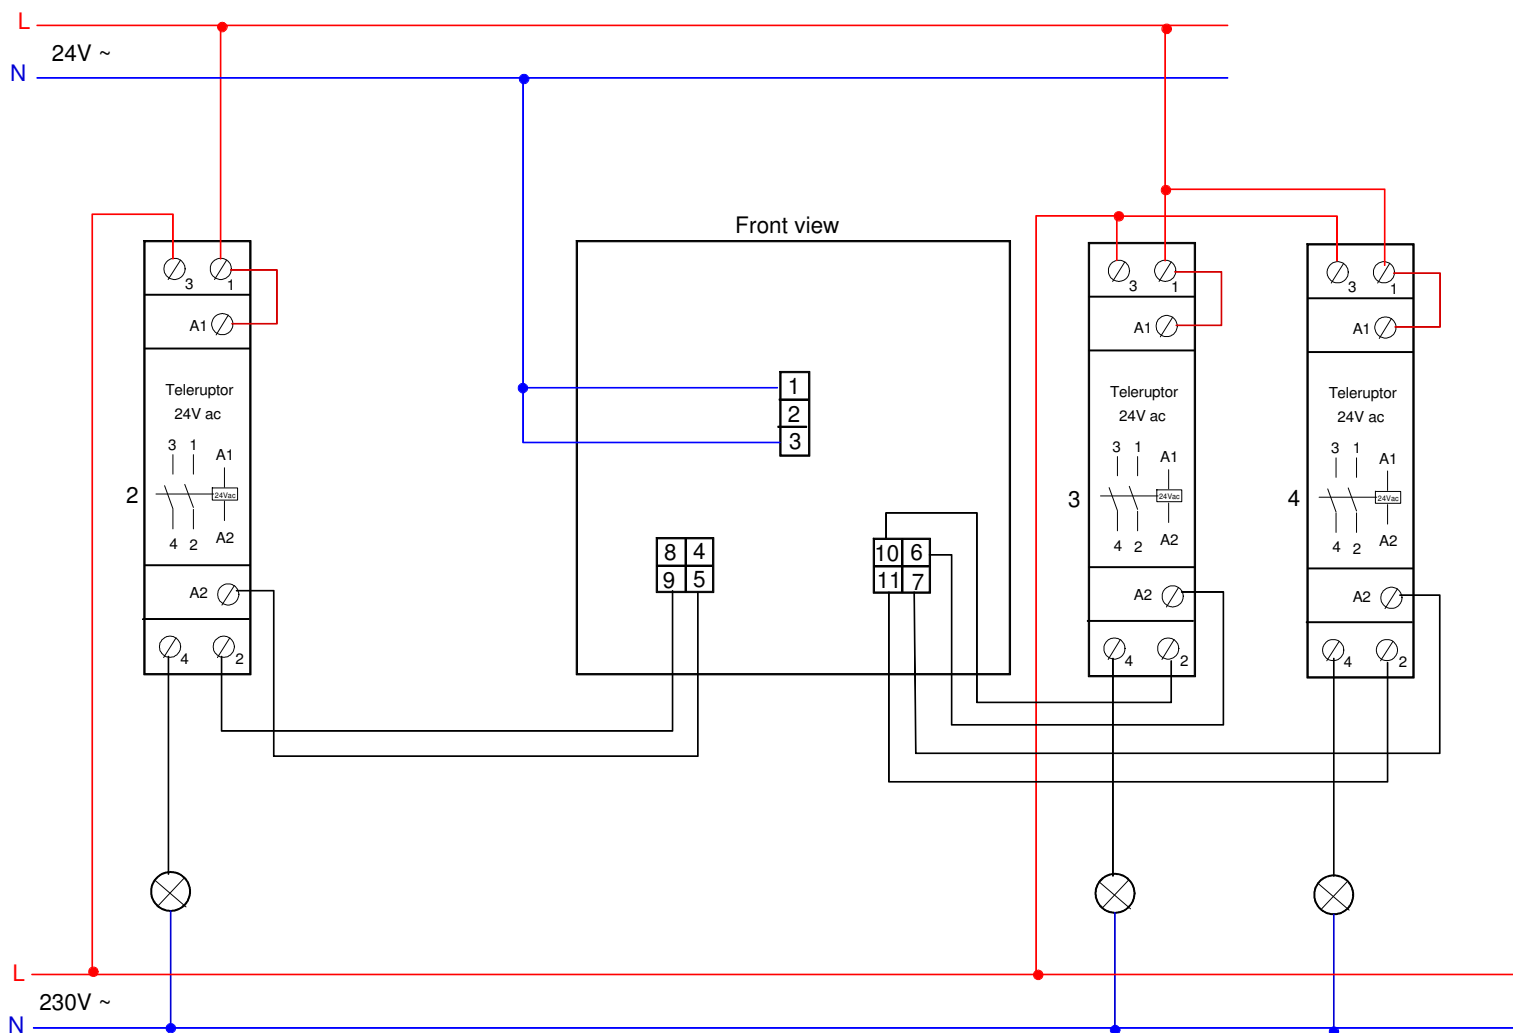 L
24V ~
N
Front view
3 1
A1
Teleruptor
24V ac
3 1
A1
2
24Vac
4 2
A2
A2
4 2
1
2
3
8 4
9 5
10 6
11 7
3 1
A1
Teleruptor
24V ac
3 1
A1
3
24Vac
4 2
A2
A2
4 2
3 1
A1
Teleruptor
24V ac
3 1
A1
4
24Vac
4 2
A2
A2
4 2
L
230V ~
N